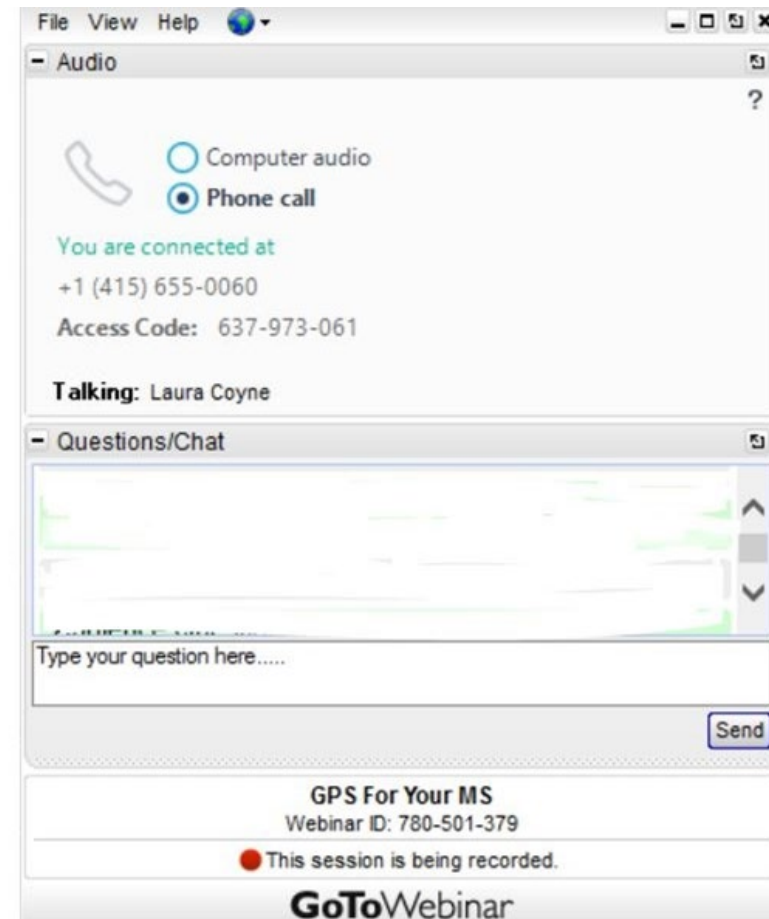 File View Help
Audio
?
Computer audio
Phone call
You are connected at
+1 (415) 655-0060
Access Code: 637-973-061
Talking: Laura Coyne
Questions/Chat
Type your question here.....
Send
GPS For Your MS
Webinar ID: 780-501-379
This session is being recorded.
GoToWebinar